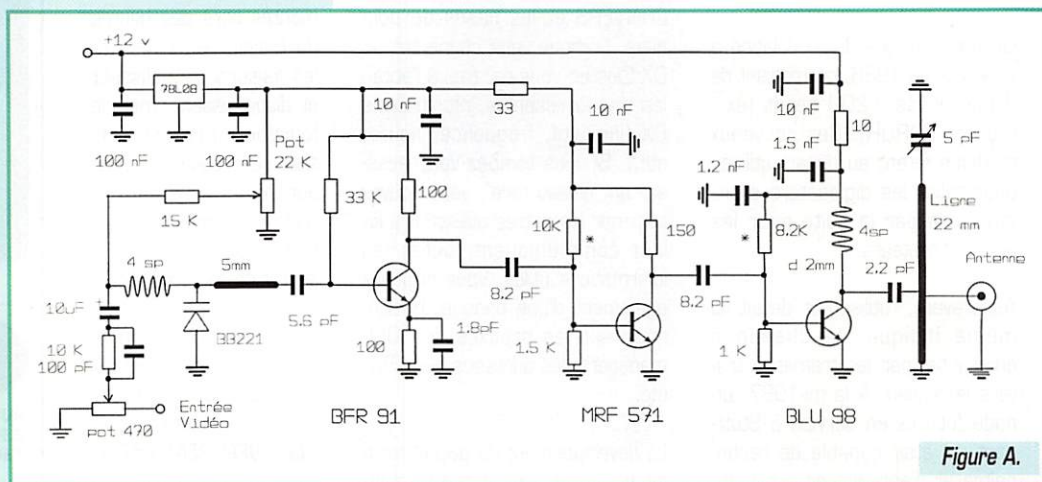 +12 v
78L08
100 nF
100 nF
Pot
22 K
10 nF
33
10 nF
10 nF
10
1.5 nF
1.2 nF
5 pF
33 K
100
15 K
10K
*
150
8.2K
*
4sp
d 2mm
Ligne
22 mm
Antenne
4 sp
5mm
5.6 pF
8.2 pF
8.2 pF
2.2 pF
10uF
+
BB221
10 K
100 pF
100
1.8pF
1.5 K
1 K
pot 470
Entrée
Vidéo
BFR 91
MRF 571
BLU 98
Figure A.